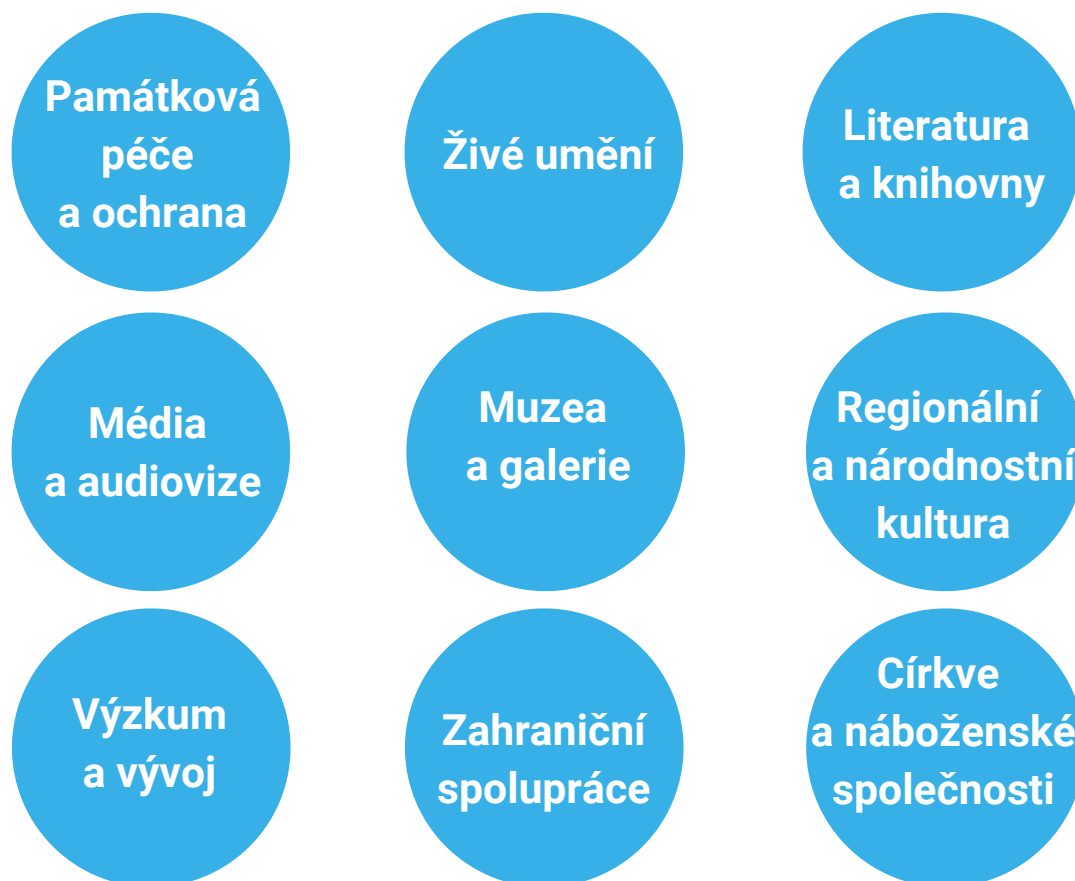 Památková
péče
a ochrana
Živé umění
Literatura
a knihovny
Média
a audiovize
Muzea
a galerie
Regionální
a národnostní
kultura
Výzkum
a vývoj
Zahraniční
spolupráce
Církve
a náboženské
společnosti